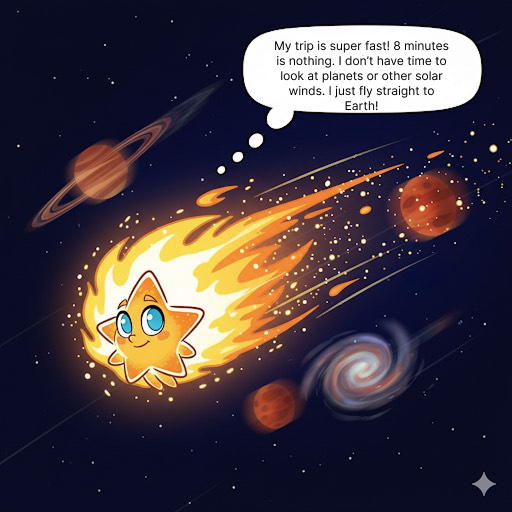 My trip is super fast! 8 minutes
is nothing. I don't have time to
look at planets or other solar
winds. I just fly straight to
Earth!